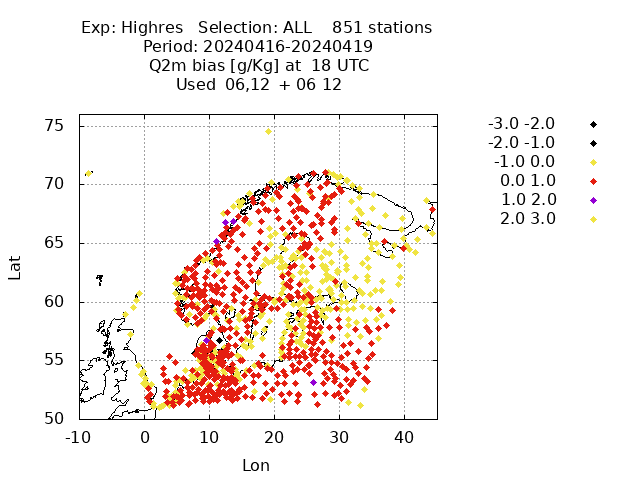 Exp: Highres   Selection: ALL    851 stations
Period: 20240416-20240419
Q2m bias [g/Kg] at  18 UTC
Used  06,12  + 06 12
75
70
65
60
55
50
-10 0 10 20 30 40
Lat
Lon
-3.0 -2.0
-2.0 -1.0
-1.0 0.0
0.0 1.0
1.0 2.0
2.0 3.0